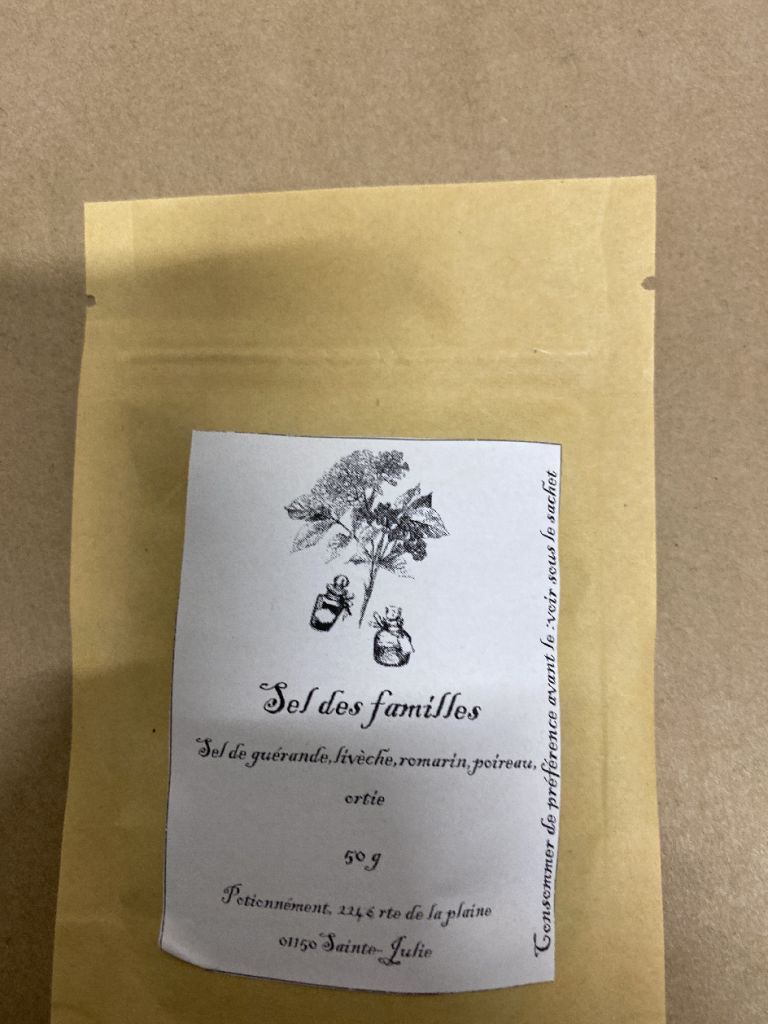 Sel des familles
Sel de guérande, livèche, romarin, poireau,
ortie
50 g
Potionnément, 224 € rte de la plaine
01150 Sainte-Julie
Consommer de préférence avant le : voir sous le sachet